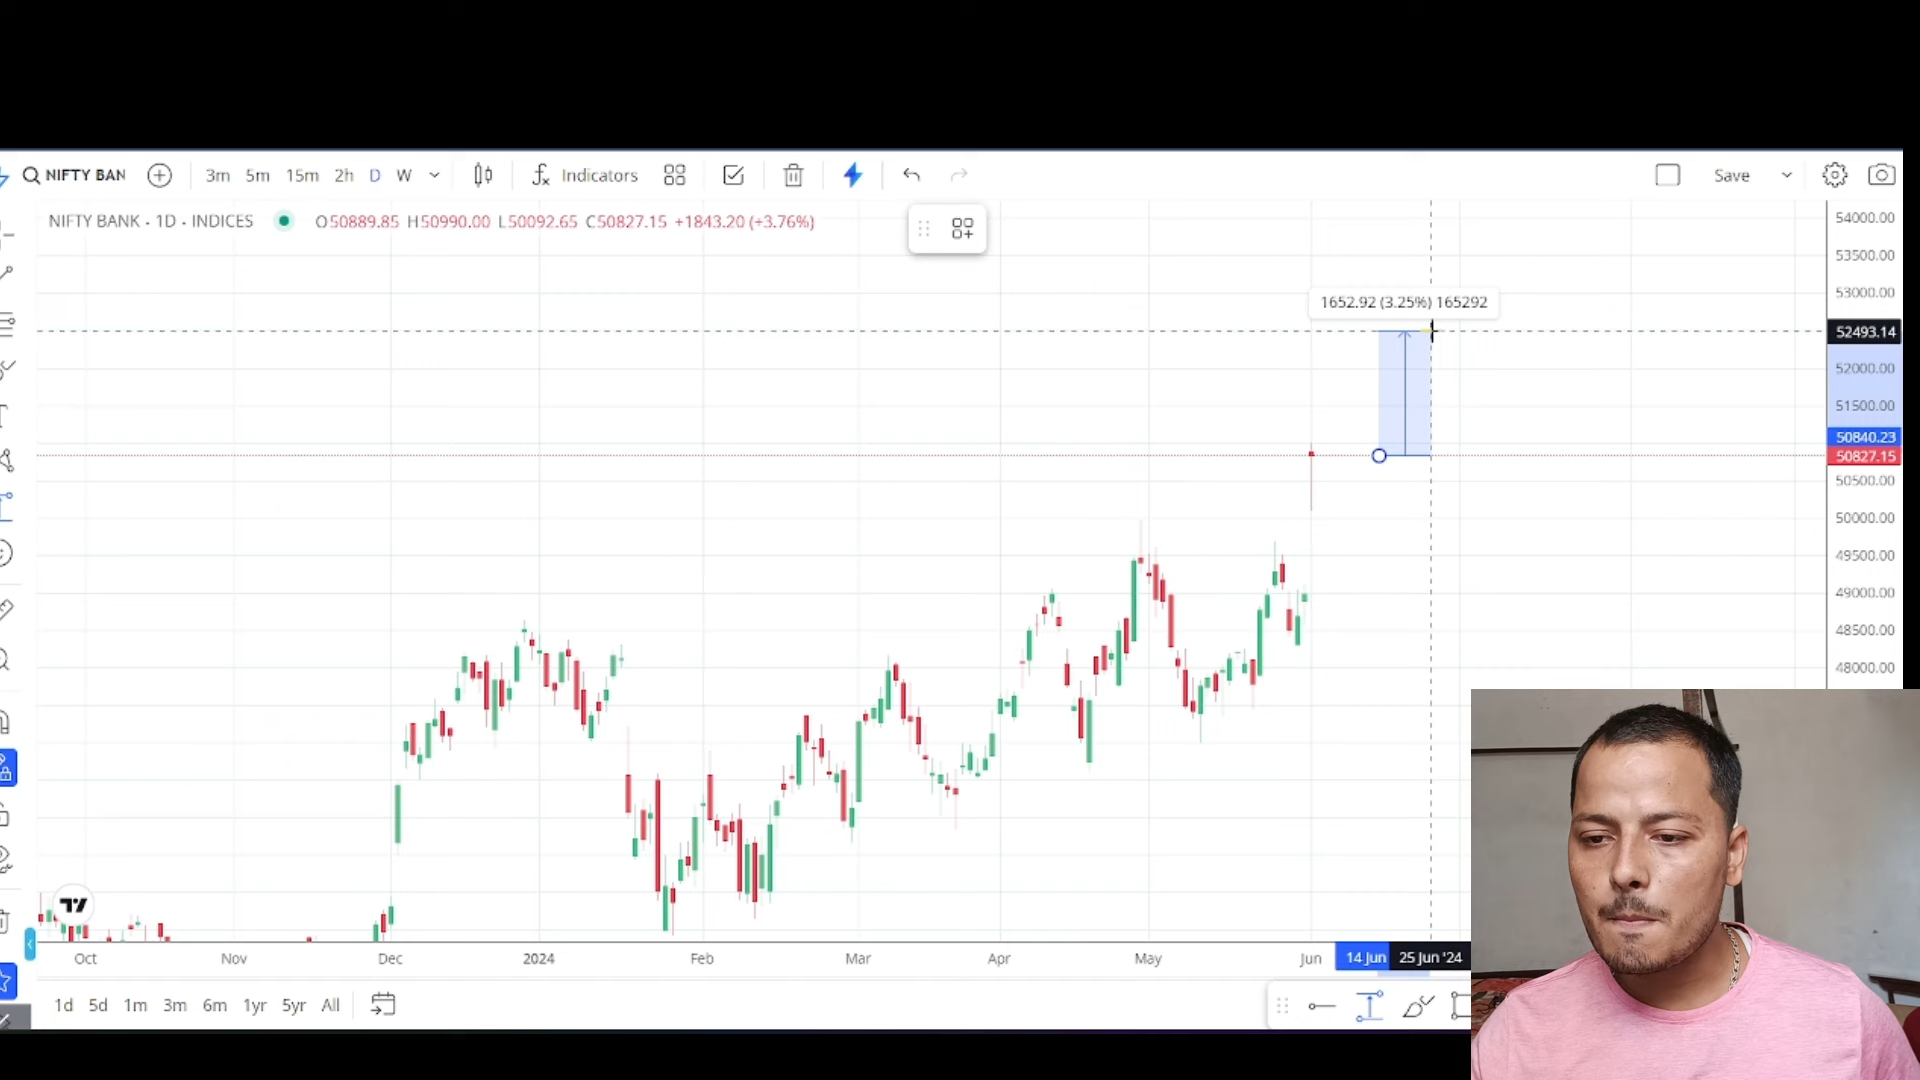 NIFTY BAN 3m 5m 15m 2h D W Indicators Save
NIFTY BANK · 1D · INDICES O50889.85 H50990.00 L50092.65 C50827.15 +1843.20 (+3.76%)
54000.00
53500.00
53000.00
1652.92 (3.25%) 165292
52493.14
52000.00
51500.00
50840.23
50827.15
50500.00
50000.00
49500.00
49000.00
48500.00
48000.00
Oct Nov Dec 2024 Feb Mar Apr May Jun 14 Jun 25 Jun '24
1d 5d 1m 3m 6m 1yr 5yr All